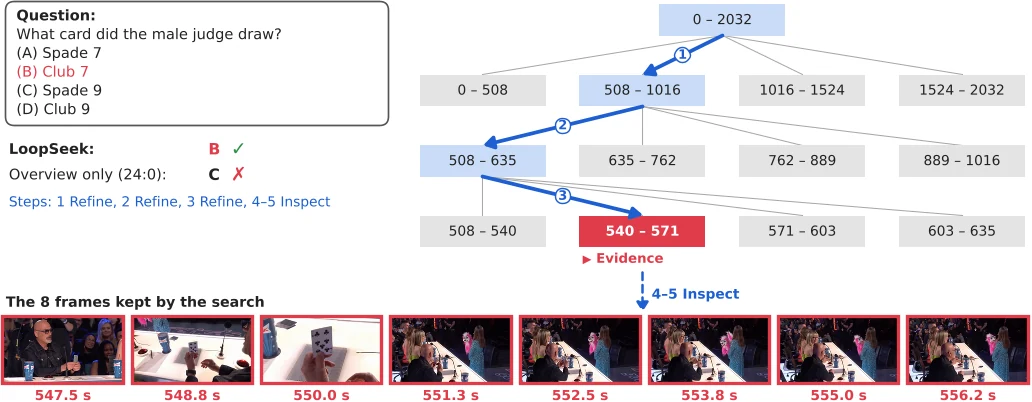 Question:
What card did the male judge draw?
(A) Spade 7
(B) Club 7
(C) Spade 9
(D) Club 9
LoopSeek: B ✓
Overview only (24:0): C ✗
Steps: 1 Refine, 2 Refine, 3 Refine, 4–5 Inspect
0 – 2032
1
0 – 508
508 – 1016
1016 – 1524
1524 – 2032
2
508 – 635
635 – 762
762 – 889
889 – 1016
3
508 – 540
540 – 571
571 – 603
603 – 635
▶ Evidence
4–5 Inspect
The 8 frames kept by the search
547.5 s
548.8 s
550.0 s
551.3 s
552.5 s
553.8 s
555.0 s
556.2 s